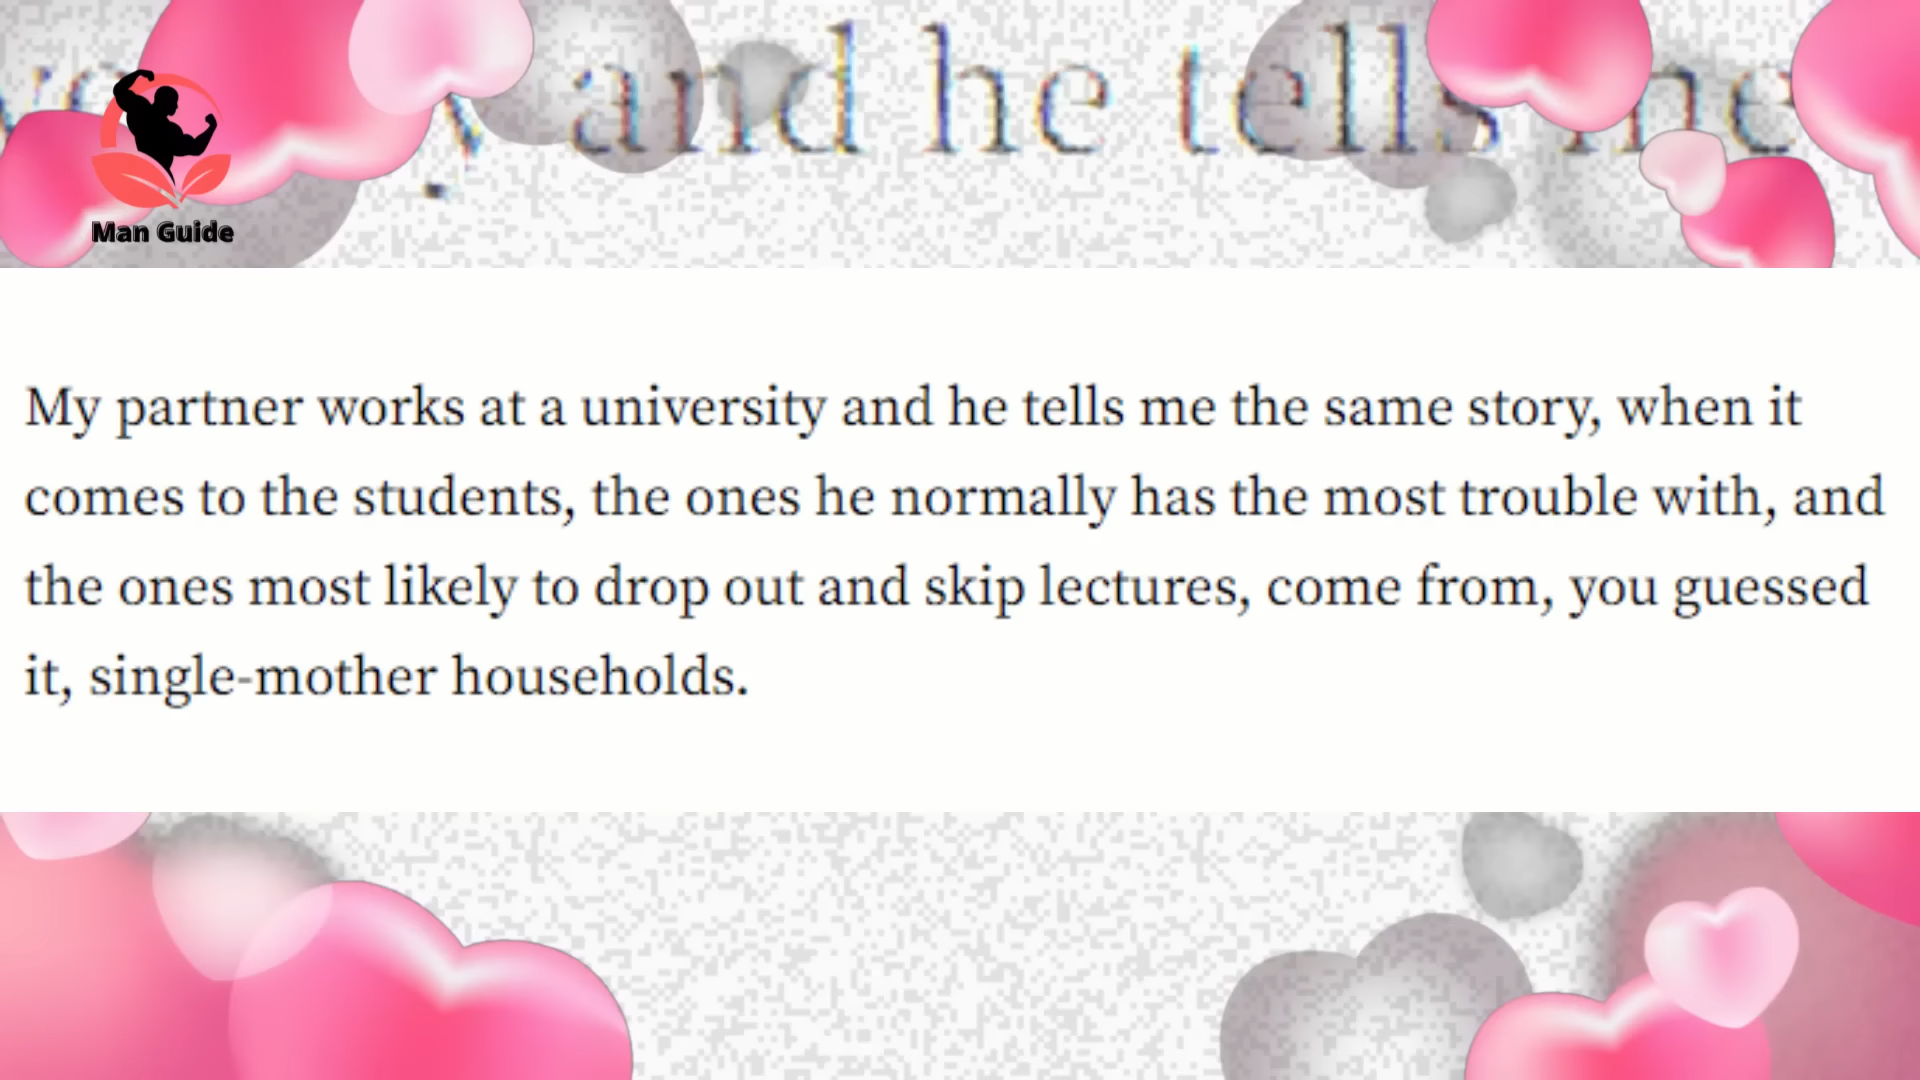 y and he tells me
Man Guide
My partner works at a university and he tells me the same story, when it
comes to the students, the ones he normally has the most trouble with, and
the ones most likely to drop out and skip lectures, come from, you guessed
it, single-mother households.